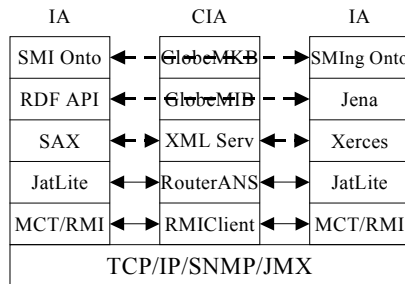 IA CIA IA
SMI Onto GlobeMKB SMIng Onto
RDF API GlobeMIB Jena
SAX XML Serv Xerces
JatLite RouterANS JatLite
MCT/RMI RMIClient MCT/RMI
TCP/IP/SNMP/JMX